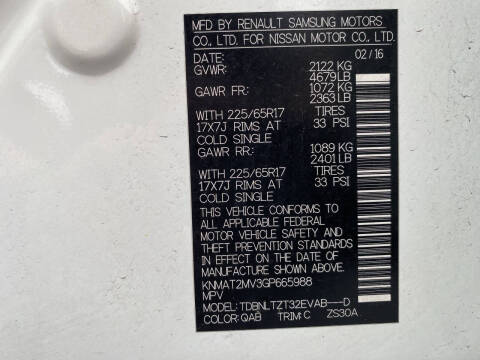 MFD BY RENAULT SAMSUNG MOTORS
CO., LTD. FOR NISSAN MOTOR CO., LTD.
DATE: 02/16
GVWR: 2122 KG
4679LB
GAWR FR: 1072 KG
2363 LB
WITH 225/65R17 TIRES
17X7J RIMS AT 33 PSI
COLD SINGLE
GAWR RR: 1089 KG
2401 LB
WITH 225/65R17 TIRES
17X7J RIMS AT 33 PSI
COLD SINGLE
THIS VEHICLE CONFORMS TO
ALL APPLICABLE FEDERAL
MOTOR VEHICLE SAFETY AND
THEFT PREVENTION STANDARDS
IN EFFECT ON THE DATE OF
MANUFACTURE SHOWN ABOVE.
KNMAT2MV3GP665988
MPV
MODEL: TDBNLTZT32EVAB---D
COLOR: QAB TRIM: C ZS30A